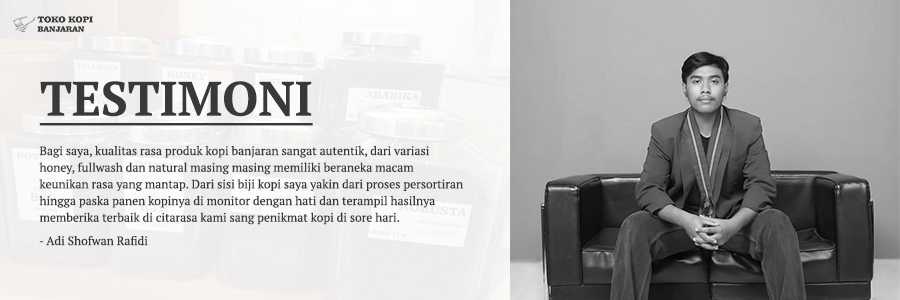 TOKO KOPI
BANJARAN
TESTIMONI
Bagi saya, kualitas rasa produk kopi banjaran sangat autentik, dari variasi
honey, fullwash dan natural masing masing memiliki beraneka macam
keunikan rasa yang mantap. Dari sisi biji kopi saya yakin dari proses persortiran
hingga paska panen kopinya di monitor dengan hati dan terampil hasilnya
memberika terbaik di citarasa kami sang penikmat kopi di sore hari.
- Adi Shofwan Rafidi
HONEY
ARABIKA
ROBUSTA